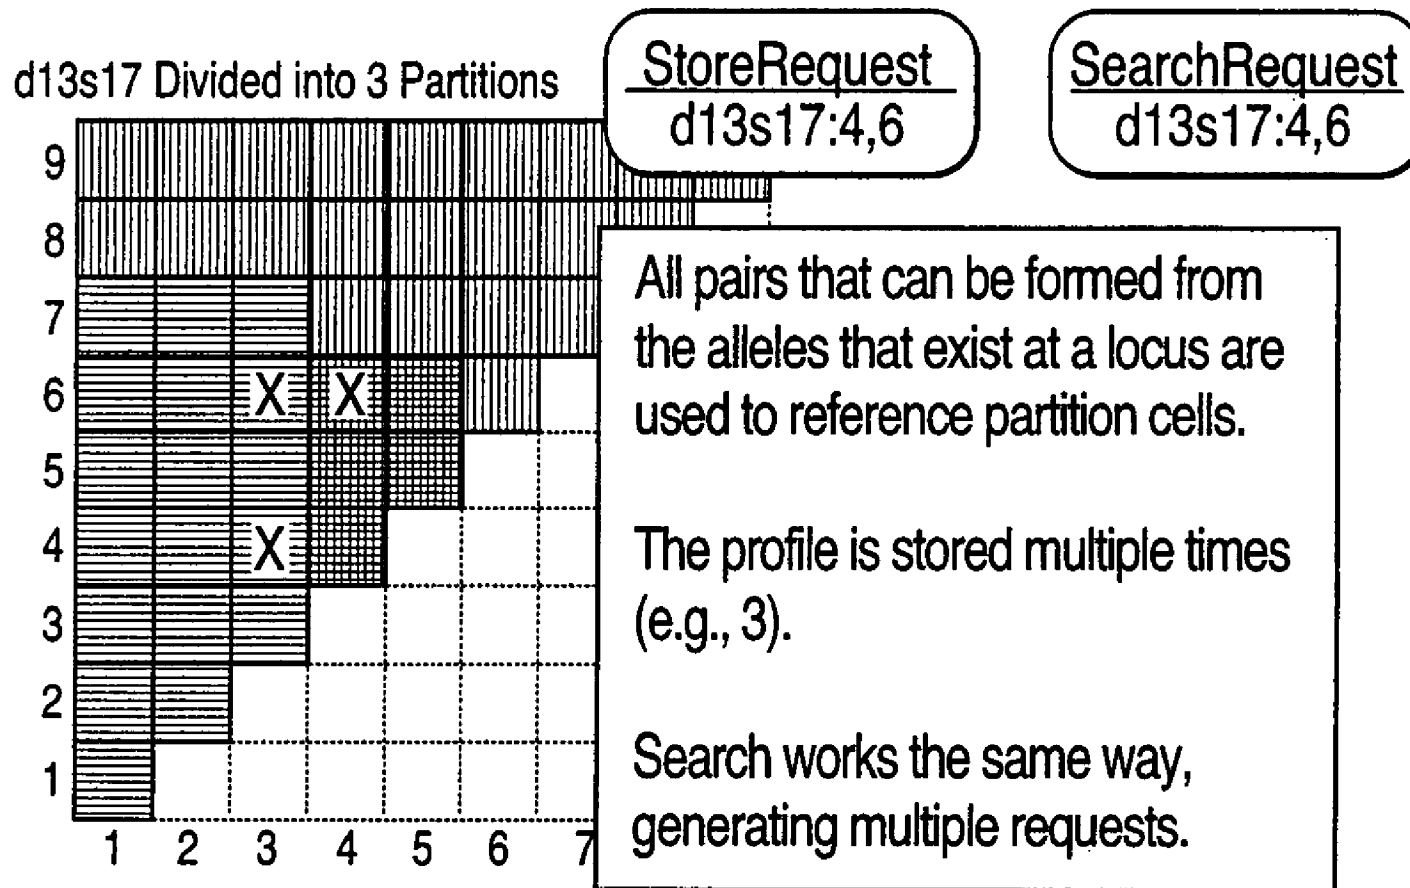 d13s17 Divided into 3 Partitions
StoreRequest
d13s17:4,6
SearchRequest
d13s17:4,6
9
8
7
6
X
X
5
4
X
3
2
1
1 2 3 4 5 6 7
All pairs that can be formed from
the alleles that exist at a locus are
used to reference partition cells.
The profile is stored multiple times
(e.g., 3).
Search works the same way,
generating multiple requests.